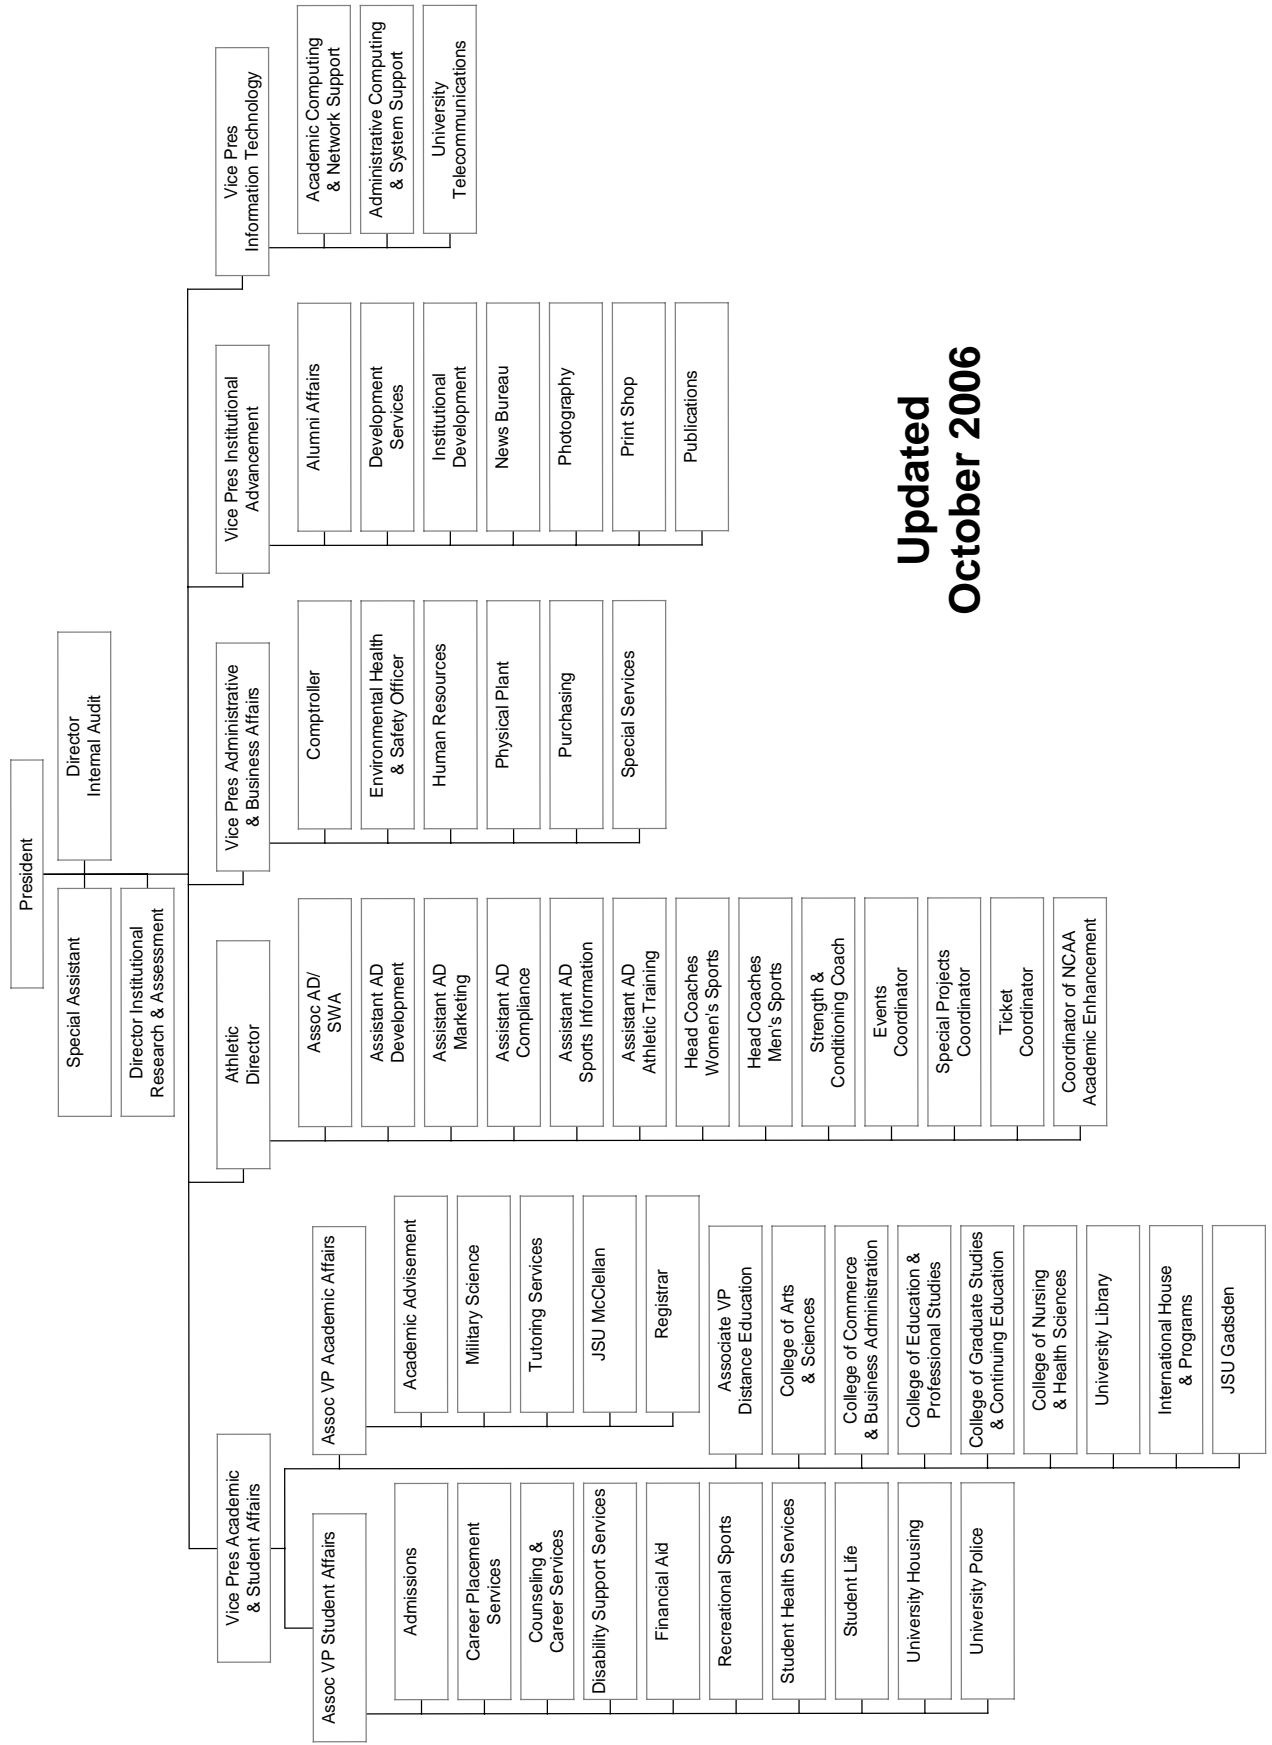 President
Special Assistant
Director
Internal Audit
Director Institutional
Research & Assessment
Vice Pres Academic
& Student Affairs
Assoc VP Student Affairs
Admissions
Career Placement
Services
Counseling &
Career Services
Disability Support Services
Financial Aid
Recreational Sports
Student Health Services
Student Life
University Housing
University Police
Assoc VP Academic Affairs
Academic Advisement
Military Science
Tutoring Services
JSU McClellan
Registrar
Associate VP
Distance Education
College of Arts
& Sciences
College of Commerce
& Business Administration
College of Education &
Professional Studies
College of Graduate Studies
& Continuing Education
College of Nursing
& Health Sciences
University Library
International House
& Programs
JSU Gadsden
Athletic
Director
Assoc AD/
SWA
Assistant AD
Development
Assistant AD
Marketing
Assistant AD
Compliance
Assistant AD
Sports Information
Assistant AD
Athletic Training
Head Coaches
Women's Sports
Head Coaches
Men's Sports
Strength &
Conditioning Coach
Events
Coordinator
Special Projects
Coordinator
Ticket
Coordinator
Coordinator of NCAA
Academic Enhancement
Vice Pres Administrative
& Business Affairs
Comptroller
Environmental Health
& Safety Officer
Human Resources
Physical Plant
Purchasing
Special Services
Vice Pres Institutional
Advancement
Alumni Affairs
Development
Services
Institutional
Development
News Bureau
Photography
Print Shop
Publications
Vice Pres
Information Technology
Academic Computing
& Network Support
Administrative Computing
& System Support
University
Telecommunications
Updated
October 2006